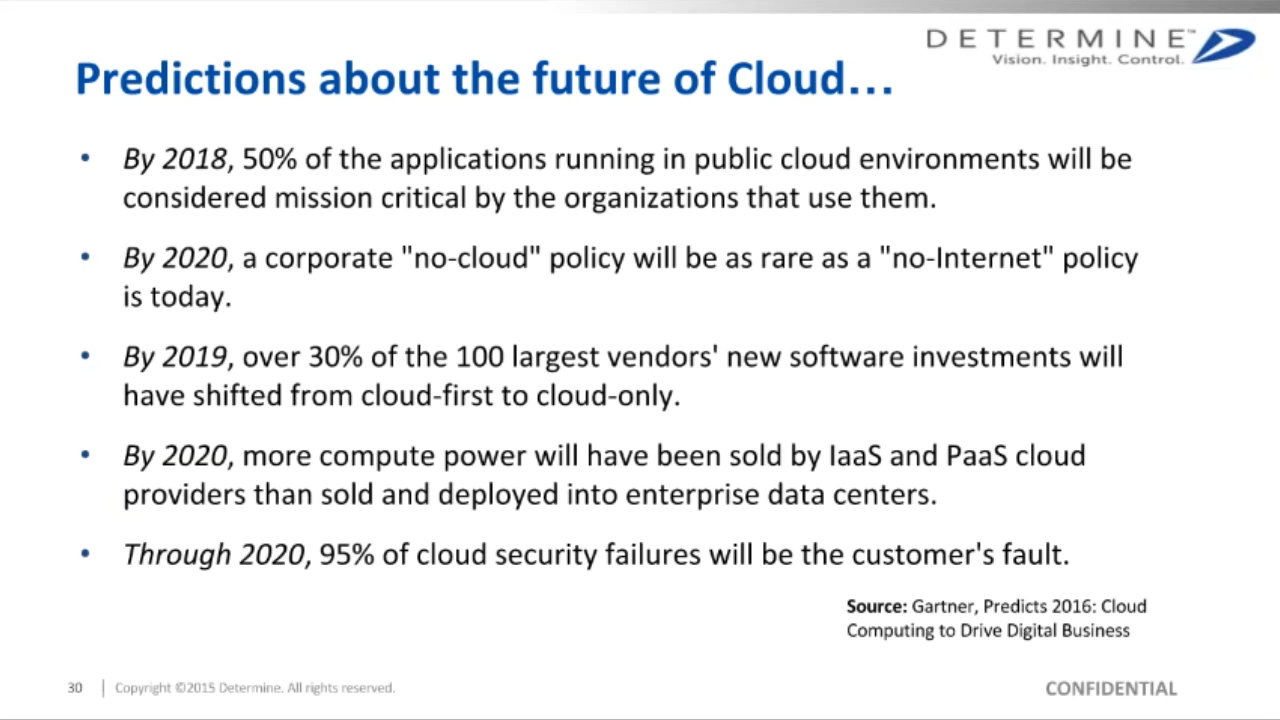 DETERMINE™
Vision. Insight. Control.
Predictions about the future of Cloud...
• By 2018, 50% of the applications running in public cloud environments will be
considered mission critical by the organizations that use them.
• By 2020, a corporate "no-cloud" policy will be as rare as a "no-Internet" policy
is today.
• By 2019, over 30% of the 100 largest vendors' new software investments will
have shifted from cloud-first to cloud-only.
• By 2020, more compute power will have been sold by IaaS and PaaS cloud
providers than sold and deployed into enterprise data centers.
• Through 2020, 95% of cloud security failures will be the customer's fault.
Source: Gartner, Predicts 2016: Cloud
Computing to Drive Digital Business
30 | Copyright ©2015 Determine. All rights reserved.
CONFIDENTIAL